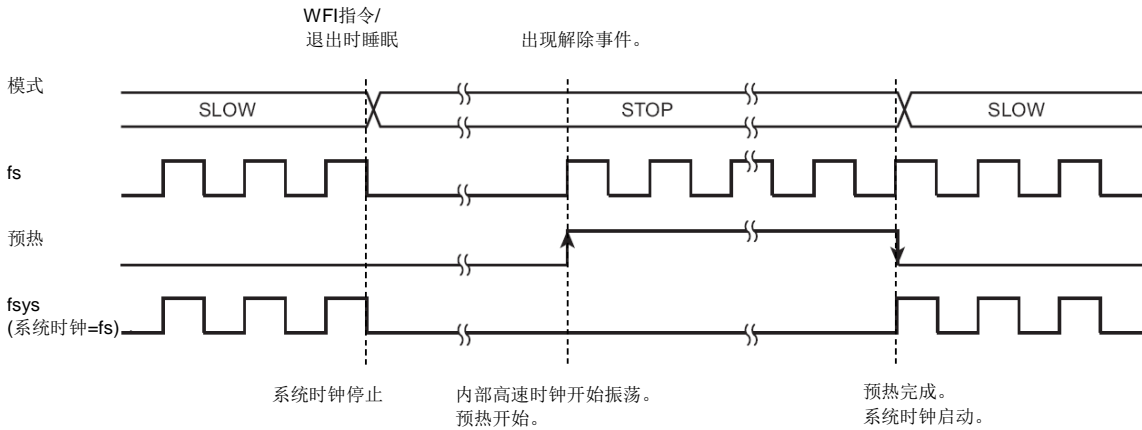 WFI指令/
退出时睡眠
出现解除事件。
模式
SLOW
STOP
SLOW
fs
预热
fsys
(系统时钟=fs)
系统时钟停止
内部高速时钟开始振荡。
预热开始。
预热完成。
系统时钟启动。